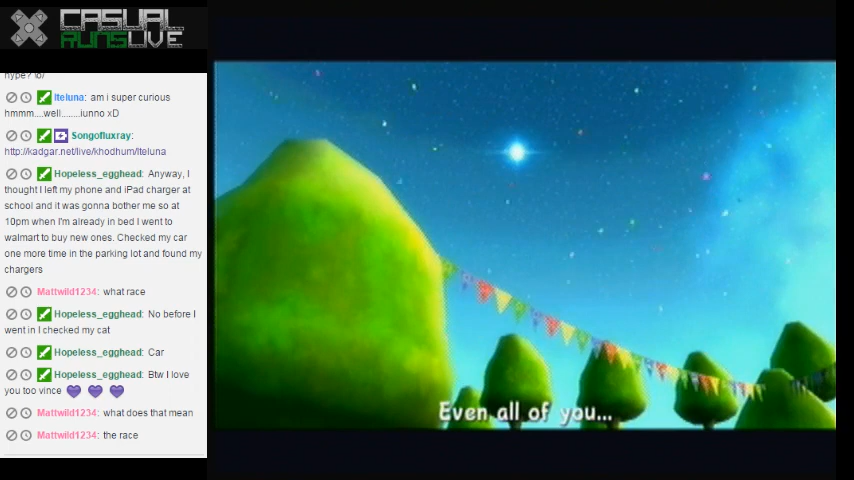 CASUAL
RUNSLIVE
hype? \o/
Iteluna: am i super curious
hmmm....well........iunno xD
Songofluxray:
http://kadgar.net/live/khodhum/Iteluna
Hopeless_egghead: Anyway, I
thought I left my phone and iPad charger at
school and it was gonna bother me so at
10pm when I'm already in bed I went to
walmart to buy new ones. Checked my car
one more time in the parking lot and found my
chargers
Mattwild1234: what race
Hopeless_egghead: No before I
went in I checked my cat
Hopeless_egghead: Car
Hopeless_egghead: Btw I love
you too vince
Mattwild1234: what does that mean
Mattwild1234: the race
Even all of you...